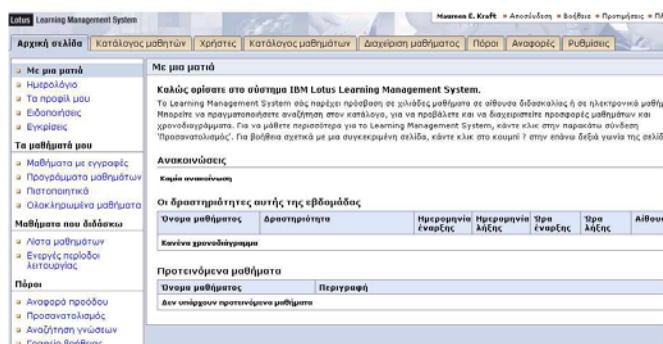 Lotus Learning Management System
Maureen E. Kraft Αποσύνδεση Βοήθεια Προτιμήσεις
Αρχική σελίδα Κατάλογος μαθητών Χρήστες Κατάλογος μαθημάτων Διαχείριση μαθήματος Πόροι Αναφορές Ρυθμίσεις
Με μια ματιά
Ημερολόγιο
Τα προφίλ μου
Ειδοποιήσεις
Εγκρίσεις
Τα μαθήματά μου
Μαθήματα με εγγραφές
Προγράμματα μαθημάτων
Πιστοποιητικά
Ολοκληρωμένα μαθήματα
Μαθήματα που διδάσκω
Λίστα μαθημάτων
Ενεργές περίοδοι
λειτουργίας
Πόροι
Αναφορά προόδου
Προσανατολισμός
Αναζήτηση γνώσεων
Γραφείο βοήθειας
Με μια ματιά
Καλώς ορίσατε στο σύστημα IBM Lotus Learning Management System.
Το Learning Management System σάς παρέχει πρόσβαση σε χιλιάδες μαθήματα σε αίθουσα διδασκαλίας ή σε ηλεκτρονικά
Μπορείτε να πραγματοποιήσετε αναζήτηση στον κατάλογο, για να προβάλετε και να διαχειριστείτε προσφορές μαθημάτων και
χρονοδιαγράμματα. Για να μάθετε περισσότερα για το Learning Management System, κάντε κλικ στην παρακάτω σύνδεση
'Προσανατολισμός'. Για βοήθεια σχετικά με μια συγκεκριμένη σελίδα, κάντε κλικ στο κουμπί ? στην επάνω δεξιά γωνία της
Ανακοινώσεις
Καμία ανακοίνωση
Οι δραστηριότητες αυτής της εβδομάδας
Όνομα μαθήματος Δραστηριότητα Ημερομηνία έναρξης Ημερομηνία λήξης Ώρα έναρξης Ώρα λήξης
Κανένα χρονοδιάγραμμα
Προτεινόμενα μαθήματα
Όνομα μαθήματος Περιγραφή
Δεν υπάρχουν προτεινόμενα μαθήματα